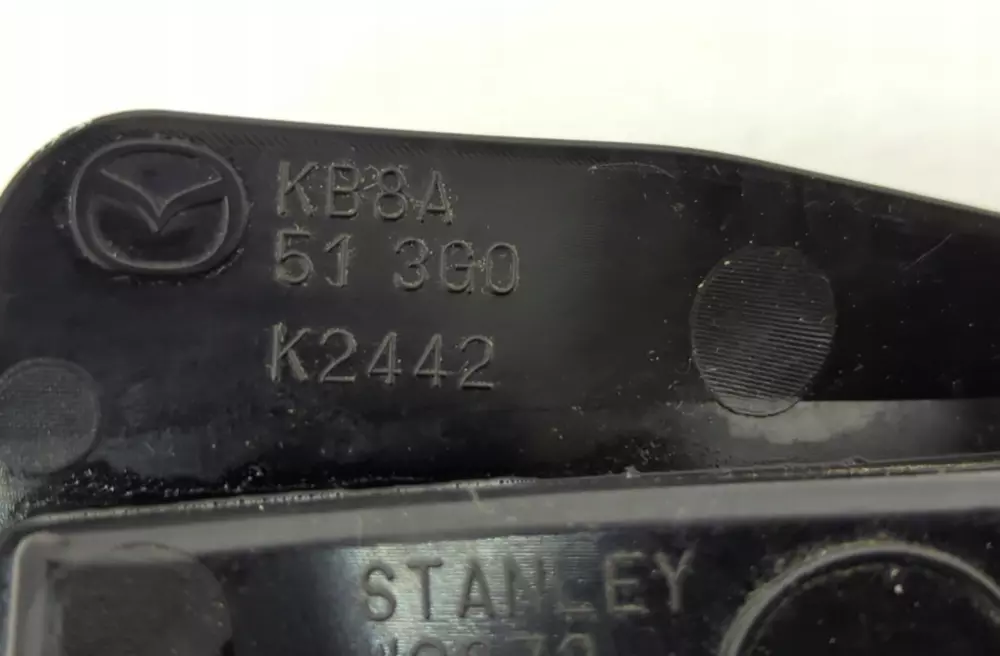 KB8A
51 3G0
K2442
STANLEY